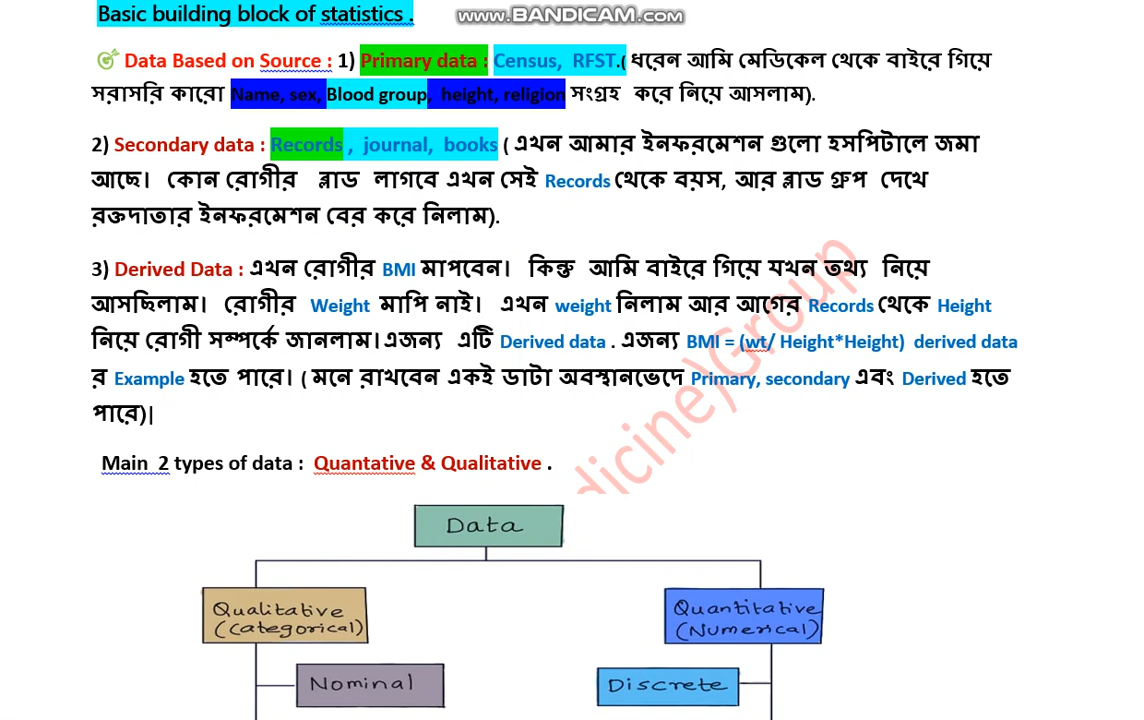 Basic building block of statistics .
www.BANDICAM.com
Data Based on Source : 1) Primary data : Census, RFST.( ধরেন আমি মেডিকেল থেকে বাইরে গিয়ে
সরাসরি কারো Name, sex, Blood group, height, religion সংগ্রহ করে নিয়ে আসলাম).
2) Secondary data : Records , journal, books ( এখন আমার ইনফরমেশন গুলো হসপিটালে জমা
আছে। কোন রোগীর ব্লাড লাগবে এখন সেই Records থেকে বয়স, আর ব্লাড গ্রুপ দেখে
রক্তদাতার ইনফরমেশন বের করে নিলাম).
3) Derived Data : এখন রোগীর BMI মাপবেন। কিন্তু আমি বাইরে গিয়ে যখন তথ্য নিয়ে
আসছিলাম। রোগীর Weight মাপি নাই। এখন weight নিলাম আর আগের Records থেকে Height
নিয়ে রোগী সম্পর্কে জানলাম।এজন্য এটি Derived data . এজন্য BMI = (wt/ Height*Height) derived data
র Example হতে পারে। ( মনে রাখবেন একই ডাটা অবস্থানভেদে Primary, secondary এবং Derived হতে
পারে)|
dicine)Group
Main 2 types of data : Quantative & Qualitative .
Data
Qualitative
(Categorical)
Quantitative
(Numerical)
Nominal
Discrete